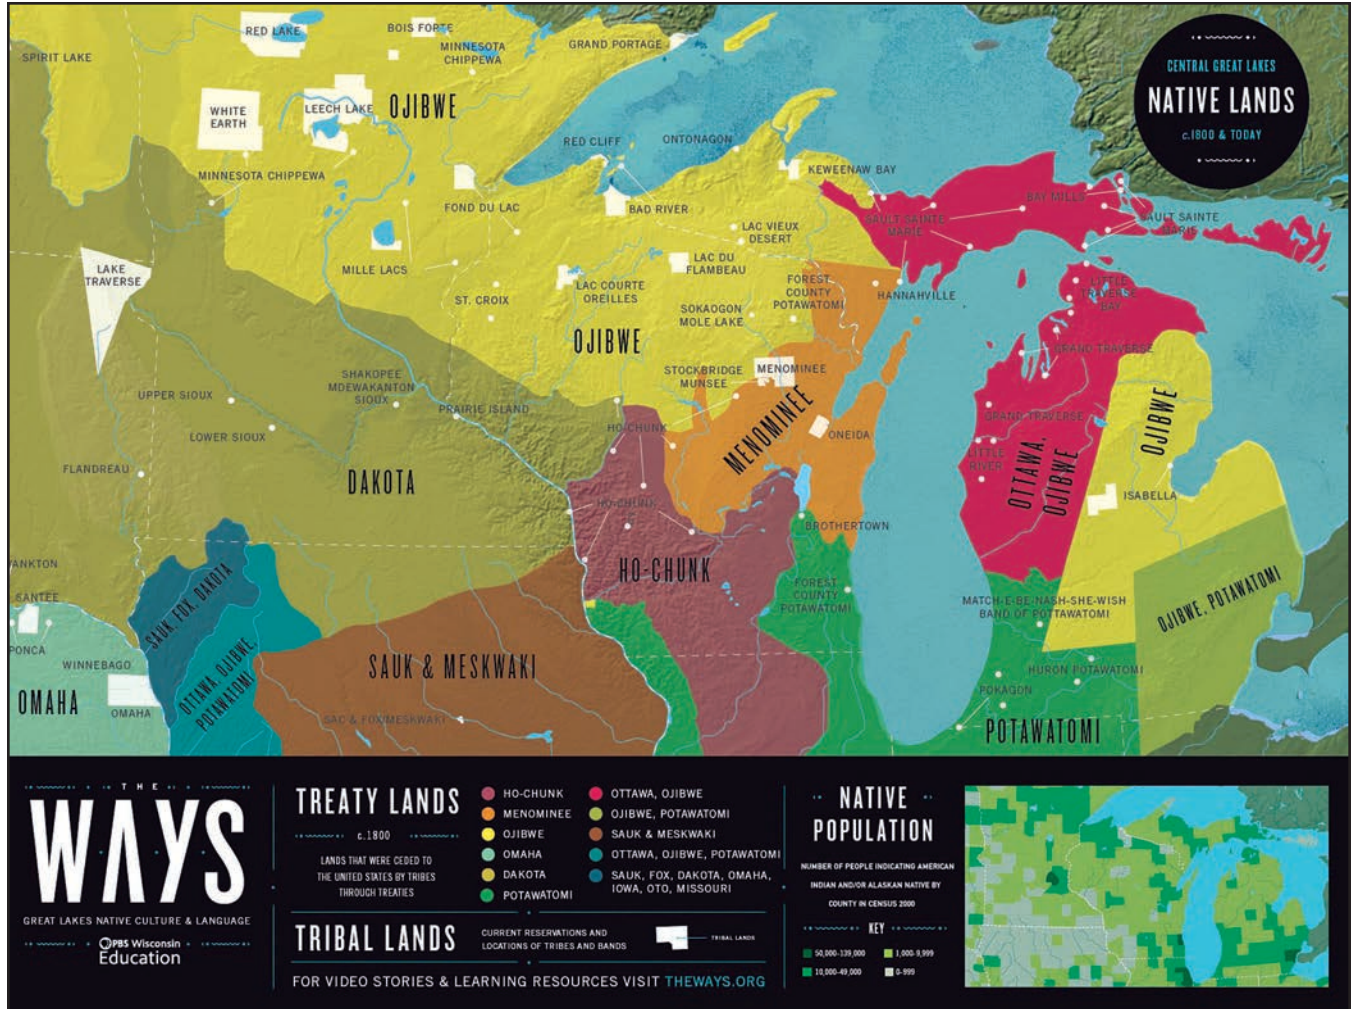 CENTRAL GREAT LAKES
NATIVE LANDS
c.1800 & TODAY
RED LAKE
BOIS FORTE
MINNESOTA
CHIPPEWA
GRAND PORTAGE
SPIRIT LAKE
WHITE
EARTH
LEECH LAKE
OJIBWE
RED CLIFF
ONTONAGON
KEWEENAW BAY
MINNESOTA CHIPPEWA
FOND DU LAC
BAD RIVER
SAULT SAINTE
MARIE
BAY MILLS
SAULT SAINTE
MARIE
LAC VIEUX
DESERT
LAKE
TRAVERSE
MILLE LACS
ST. CROIX
LAC COURTE
OREILLES
LAC DU
FLAMBEAU
FOREST
COUNTY
POTAWATOMI
HANNAHVILLE
LITTLE
TRAVERSE
BAY
SOKAOGON
MOLE LAKE
OJIBWE
GRAND TRAVERSE
STOCKBRIDGE
MUNSEE
MENOMINEE
SHAKOPEE
MDEWAKANTON
SIOUX
UPPER SIOUX
PRAIRIE ISLAND
LOWER SIOUX
HO-CHUNK
MENOMINEE
ONEIDA
GRAND TRAVERSE
OJIBWE
LITTLE
RIVER
OTTAWA,
OJIBWE
FLANDREAU
DAKOTA
HO-CHUNK
ISABELLA
BROTHERTOWN
YANKTON
SANTEE
PONCA
SAUK, FOX, DAKOTA
HO-CHUNK
FOREST
COUNTY
POTAWATOMI
MATCH-E-BE-NASH-SHE-WISH
BAND OF POTTAWATOMI
OJIBWE, POTAWATOMI
WINNEBAGO
OMAHA
OMAHA
OTTAWA, OJIBWE,
POTAWATOMI
SAUK & MESKWAKI
SAC & FOX/MESKWAKI
HURON POTAWATOMI
POKAGON
POTAWATOMI
THE
WAYS
GREAT LAKES NATIVE CULTURE & LANGUAGE
PBS Wisconsin
Education
TREATY LANDS
c.1800
LANDS THAT WERE CEDED TO
THE UNITED STATES BY TRIBES
THROUGH TREATIES
HO-CHUNK
MENOMINEE
OJIBWE
OMAHA
DAKOTA
POTAWATOMI
OTTAWA, OJIBWE
OJIBWE, POTAWATOMI
SAUK & MESKWAKI
OTTAWA, OJIBWE, POTAWATOMI
SAUK, FOX, DAKOTA, OMAHA,
IOWA, OTO, MISSOURI
TRIBAL LANDS
CURRENT RESERVATIONS AND
LOCATIONS OF TRIBES AND BANDS
TRIBAL LANDS
FOR VIDEO STORIES & LEARNING RESOURCES VISIT THEWAYS.ORG
NATIVE
POPULATION
NUMBER OF PEOPLE INDICATING AMERICAN
INDIAN AND/OR ALASKAN NATIVE BY
COUNTY IN CENSUS 2000
KEY
50,000-139,000
1,000-9,999
10,000-49,000
0-999